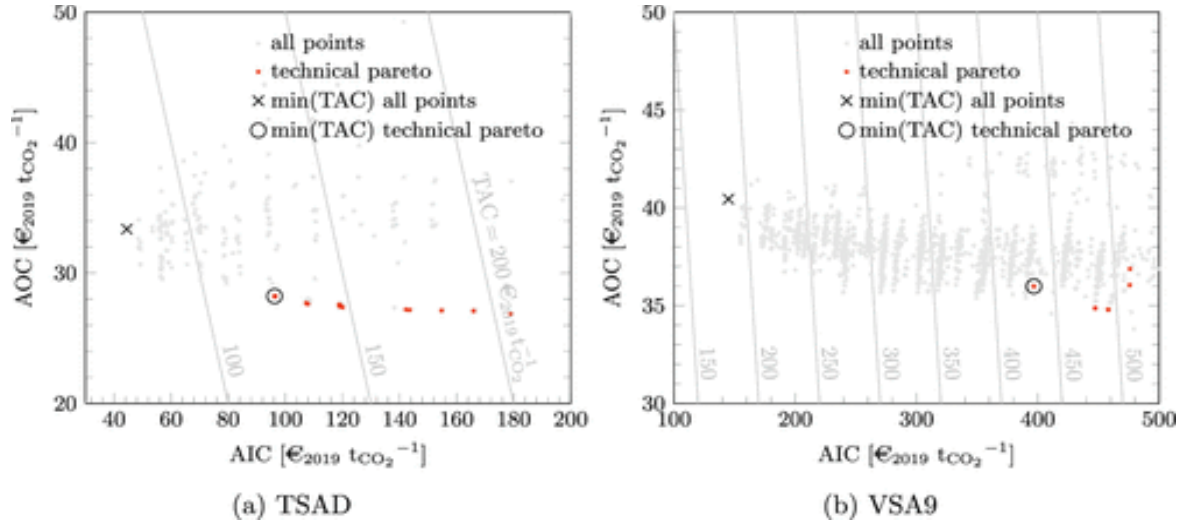 50
40
30
20
AOC [€2019 tCO2−1]
all points
technical pareto
min(TAC) all points
min(TAC) technical pareto
100
150
TAC = 200 €2019 tCO2−1
40 60 80 100 120 140 160 180 200
AIC [€2019 tCO2−1]
(a) TSAD
50
45
40
35
30
AOC [€2019 tCO2−1]
all points
technical pareto
min(TAC) all points
min(TAC) technical pareto
150 200 250 300 350 400 450 500
100 200 300 400 500
AIC [€2019 tCO2−1]
(b) VSA9